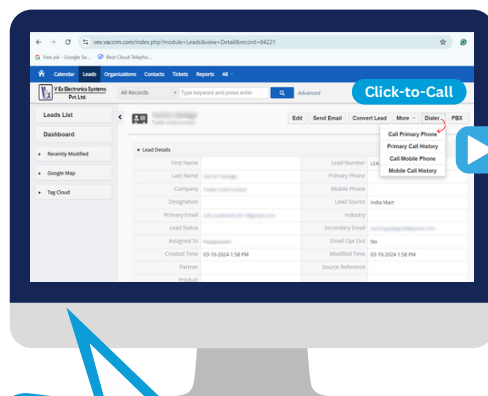 vex.vaccrm.com/index.php?module=Leads&view=Detail&record=84221
free pis - Google Se... Best Cloud Telepho...
Calendar Leads Organizations Contacts Tickets Reports All
V Ex Electronics Systems
Pvt.Ltd.
All Records Type keyword and press enter Advanced
Click-to-Call
Leads List
Edit Send Email Convert Lead More Dialer PBX
Dashboard
Call Primary Phone
Primary Call History
Call Mobile Phone
Mobile Call History
Recently Modified
Google Map
Tag Cloud
Lead Details
First Name Lead Number LEA
Last Name Primary Phone
Company Mobile Phone
Designation Lead Source India Mart
Primary Email Industry
Lead Status Secondary Email
Assigned To Email Opt Out No
Created Time 03-10-2024 1:58 PM Modified Time 03-10-2024 1:58 PM
Partner Source Reference
Product